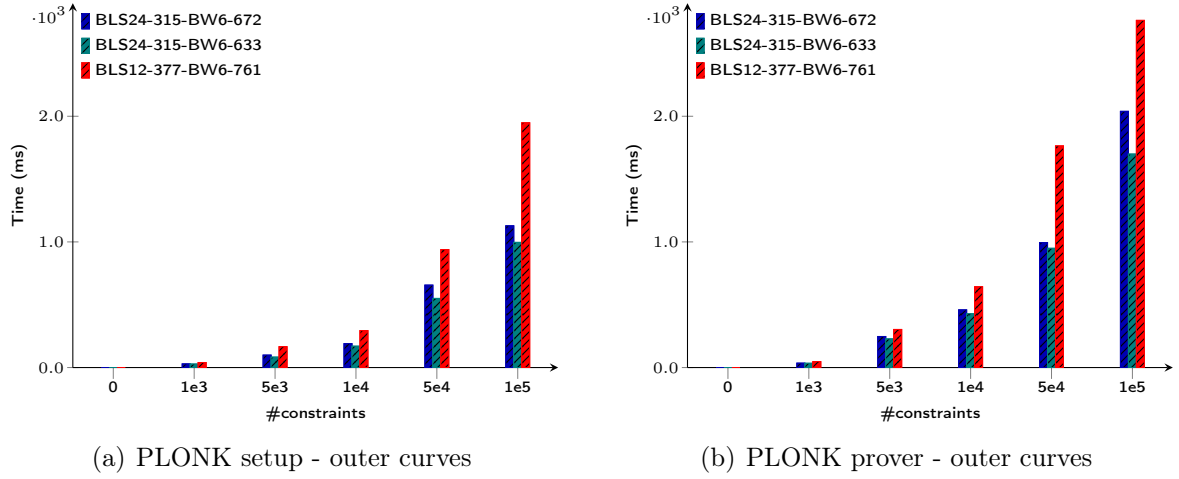 ·10³
BLS24-315-BW6-672
BLS24-315-BW6-633
BLS12-377-BW6-761
2.0
1.0
0.0
Time (ms)
0 1e3 5e3 1e4 5e4 1e5
#constraints
(a) PLONK setup - outer curves
·10³
BLS24-315-BW6-672
BLS24-315-BW6-633
BLS12-377-BW6-761
2.0
1.0
0.0
Time (ms)
0 1e3 5e3 1e4 5e4 1e5
#constraints
(b) PLONK prover - outer curves